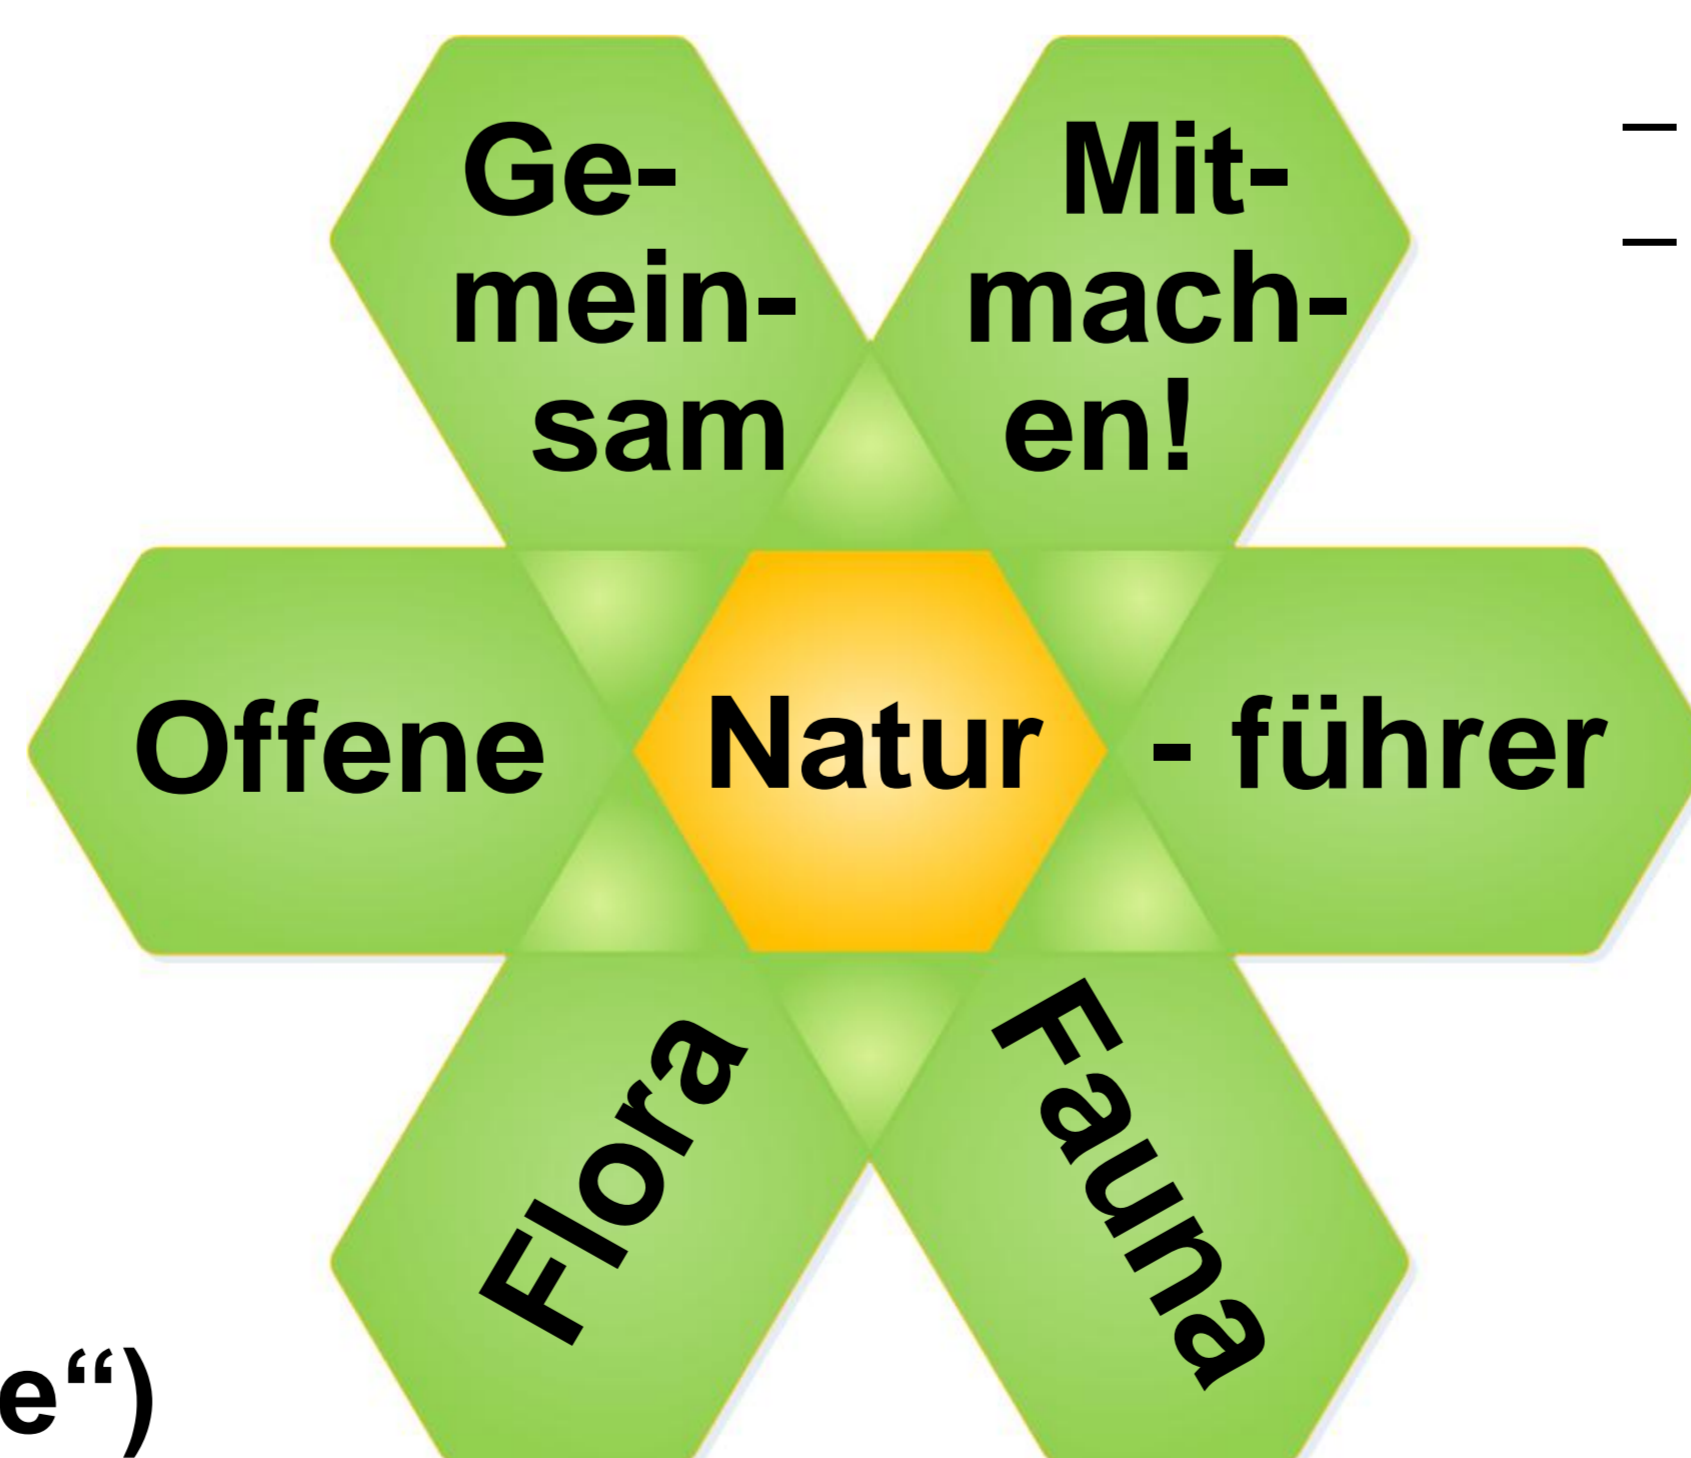 Ge-
mein-
sam
Mit-
mach-
en!
–
–
Offene Natur - führer
Flora
Fauna
e“)